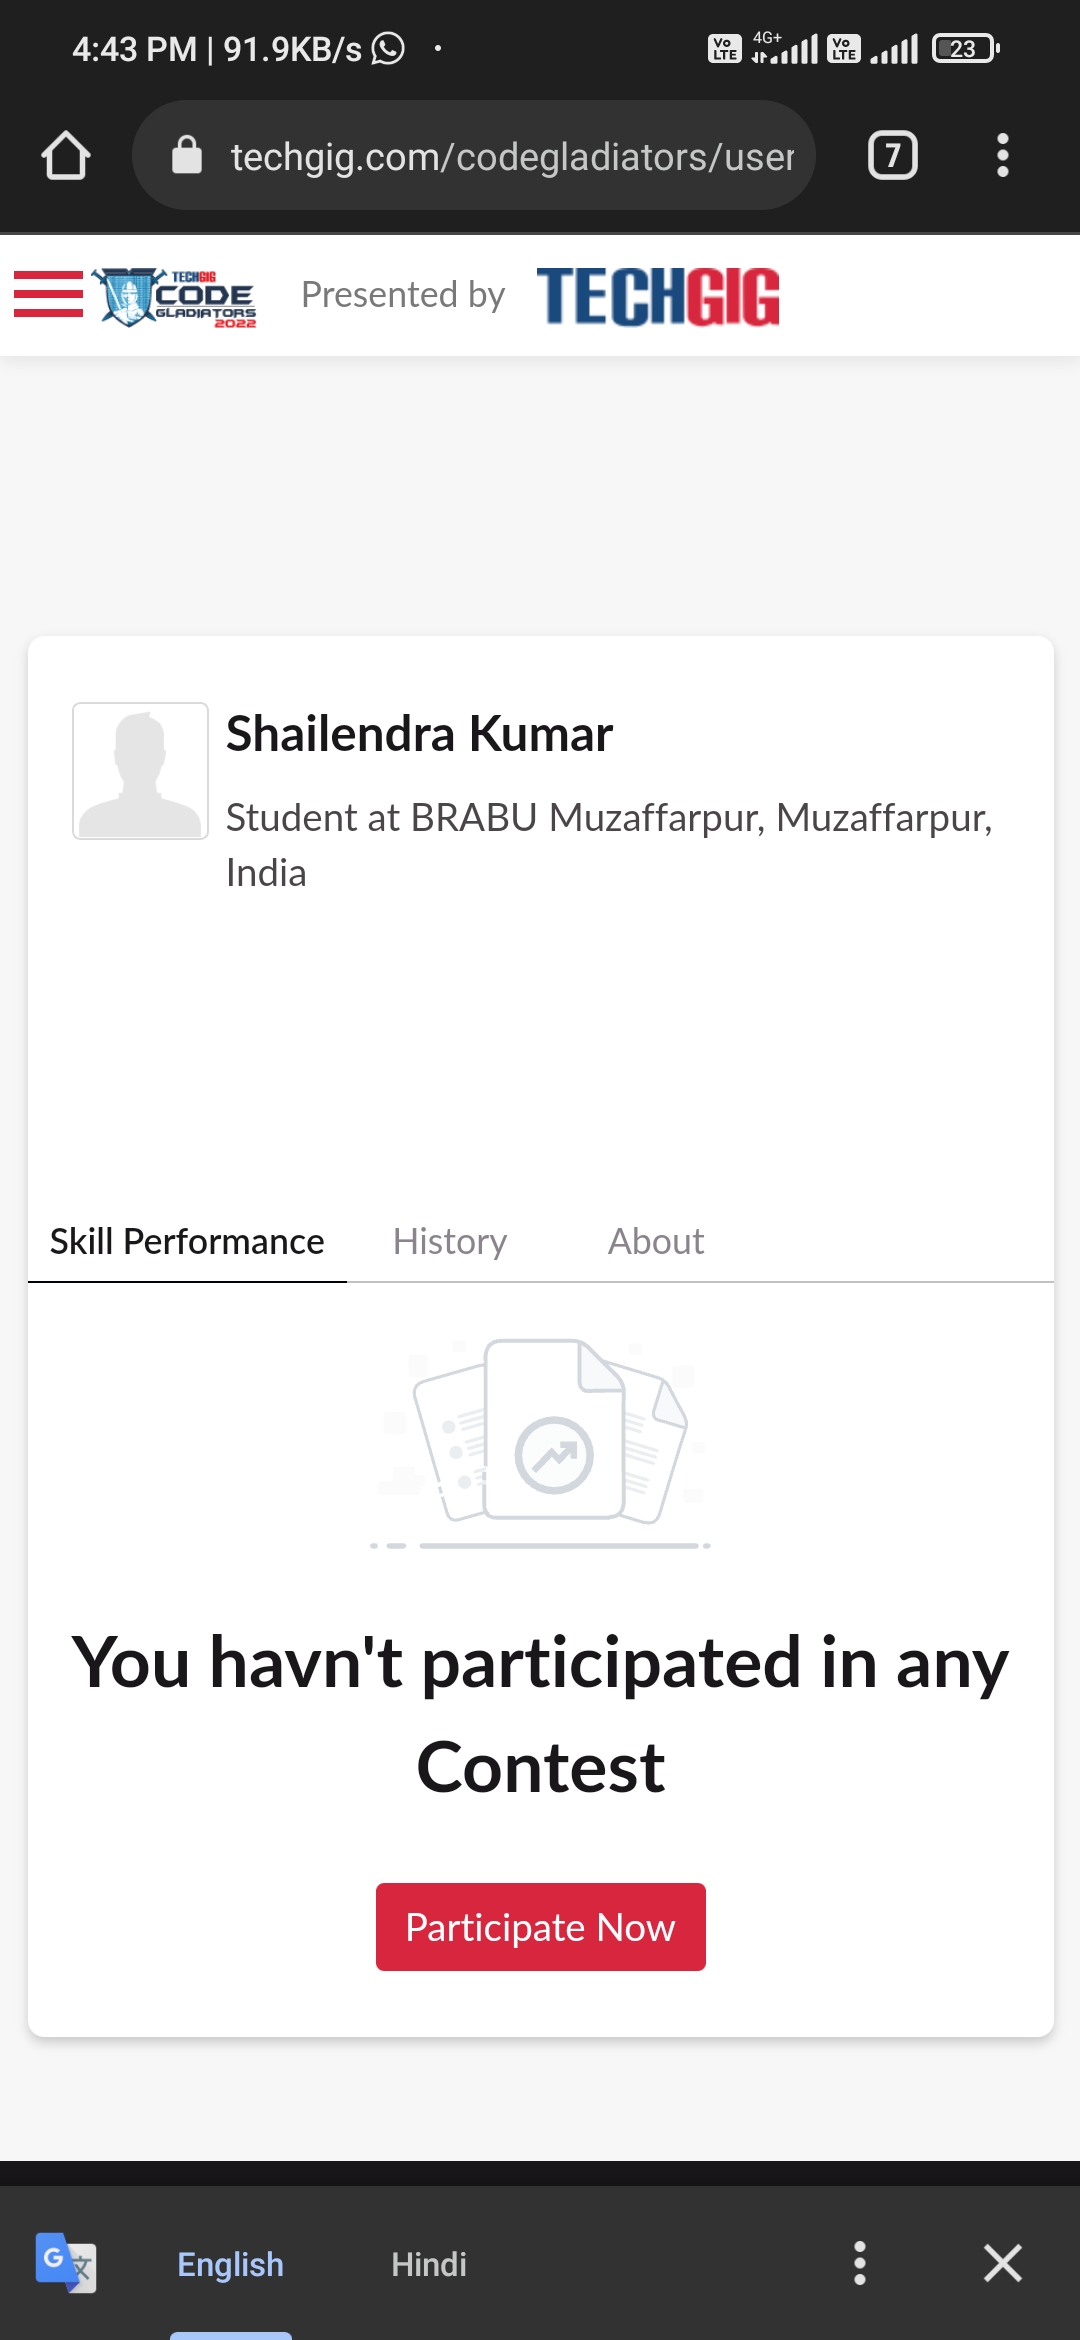 4:43 PM | 91.9KB/s
Vo LTE 4G+ Vo LTE 23
techgig.com/codegladiators/user
7
TECHGIG
CODE
GLADIATORS
2022
Presented by
TECHGIG
Shailendra Kumar
Student at BRABU Muzaffarpur, Muzaffarpur,
India
Skill Performance History About
You havn't participated in any
Contest
Participate Now
G 文 English Hindi